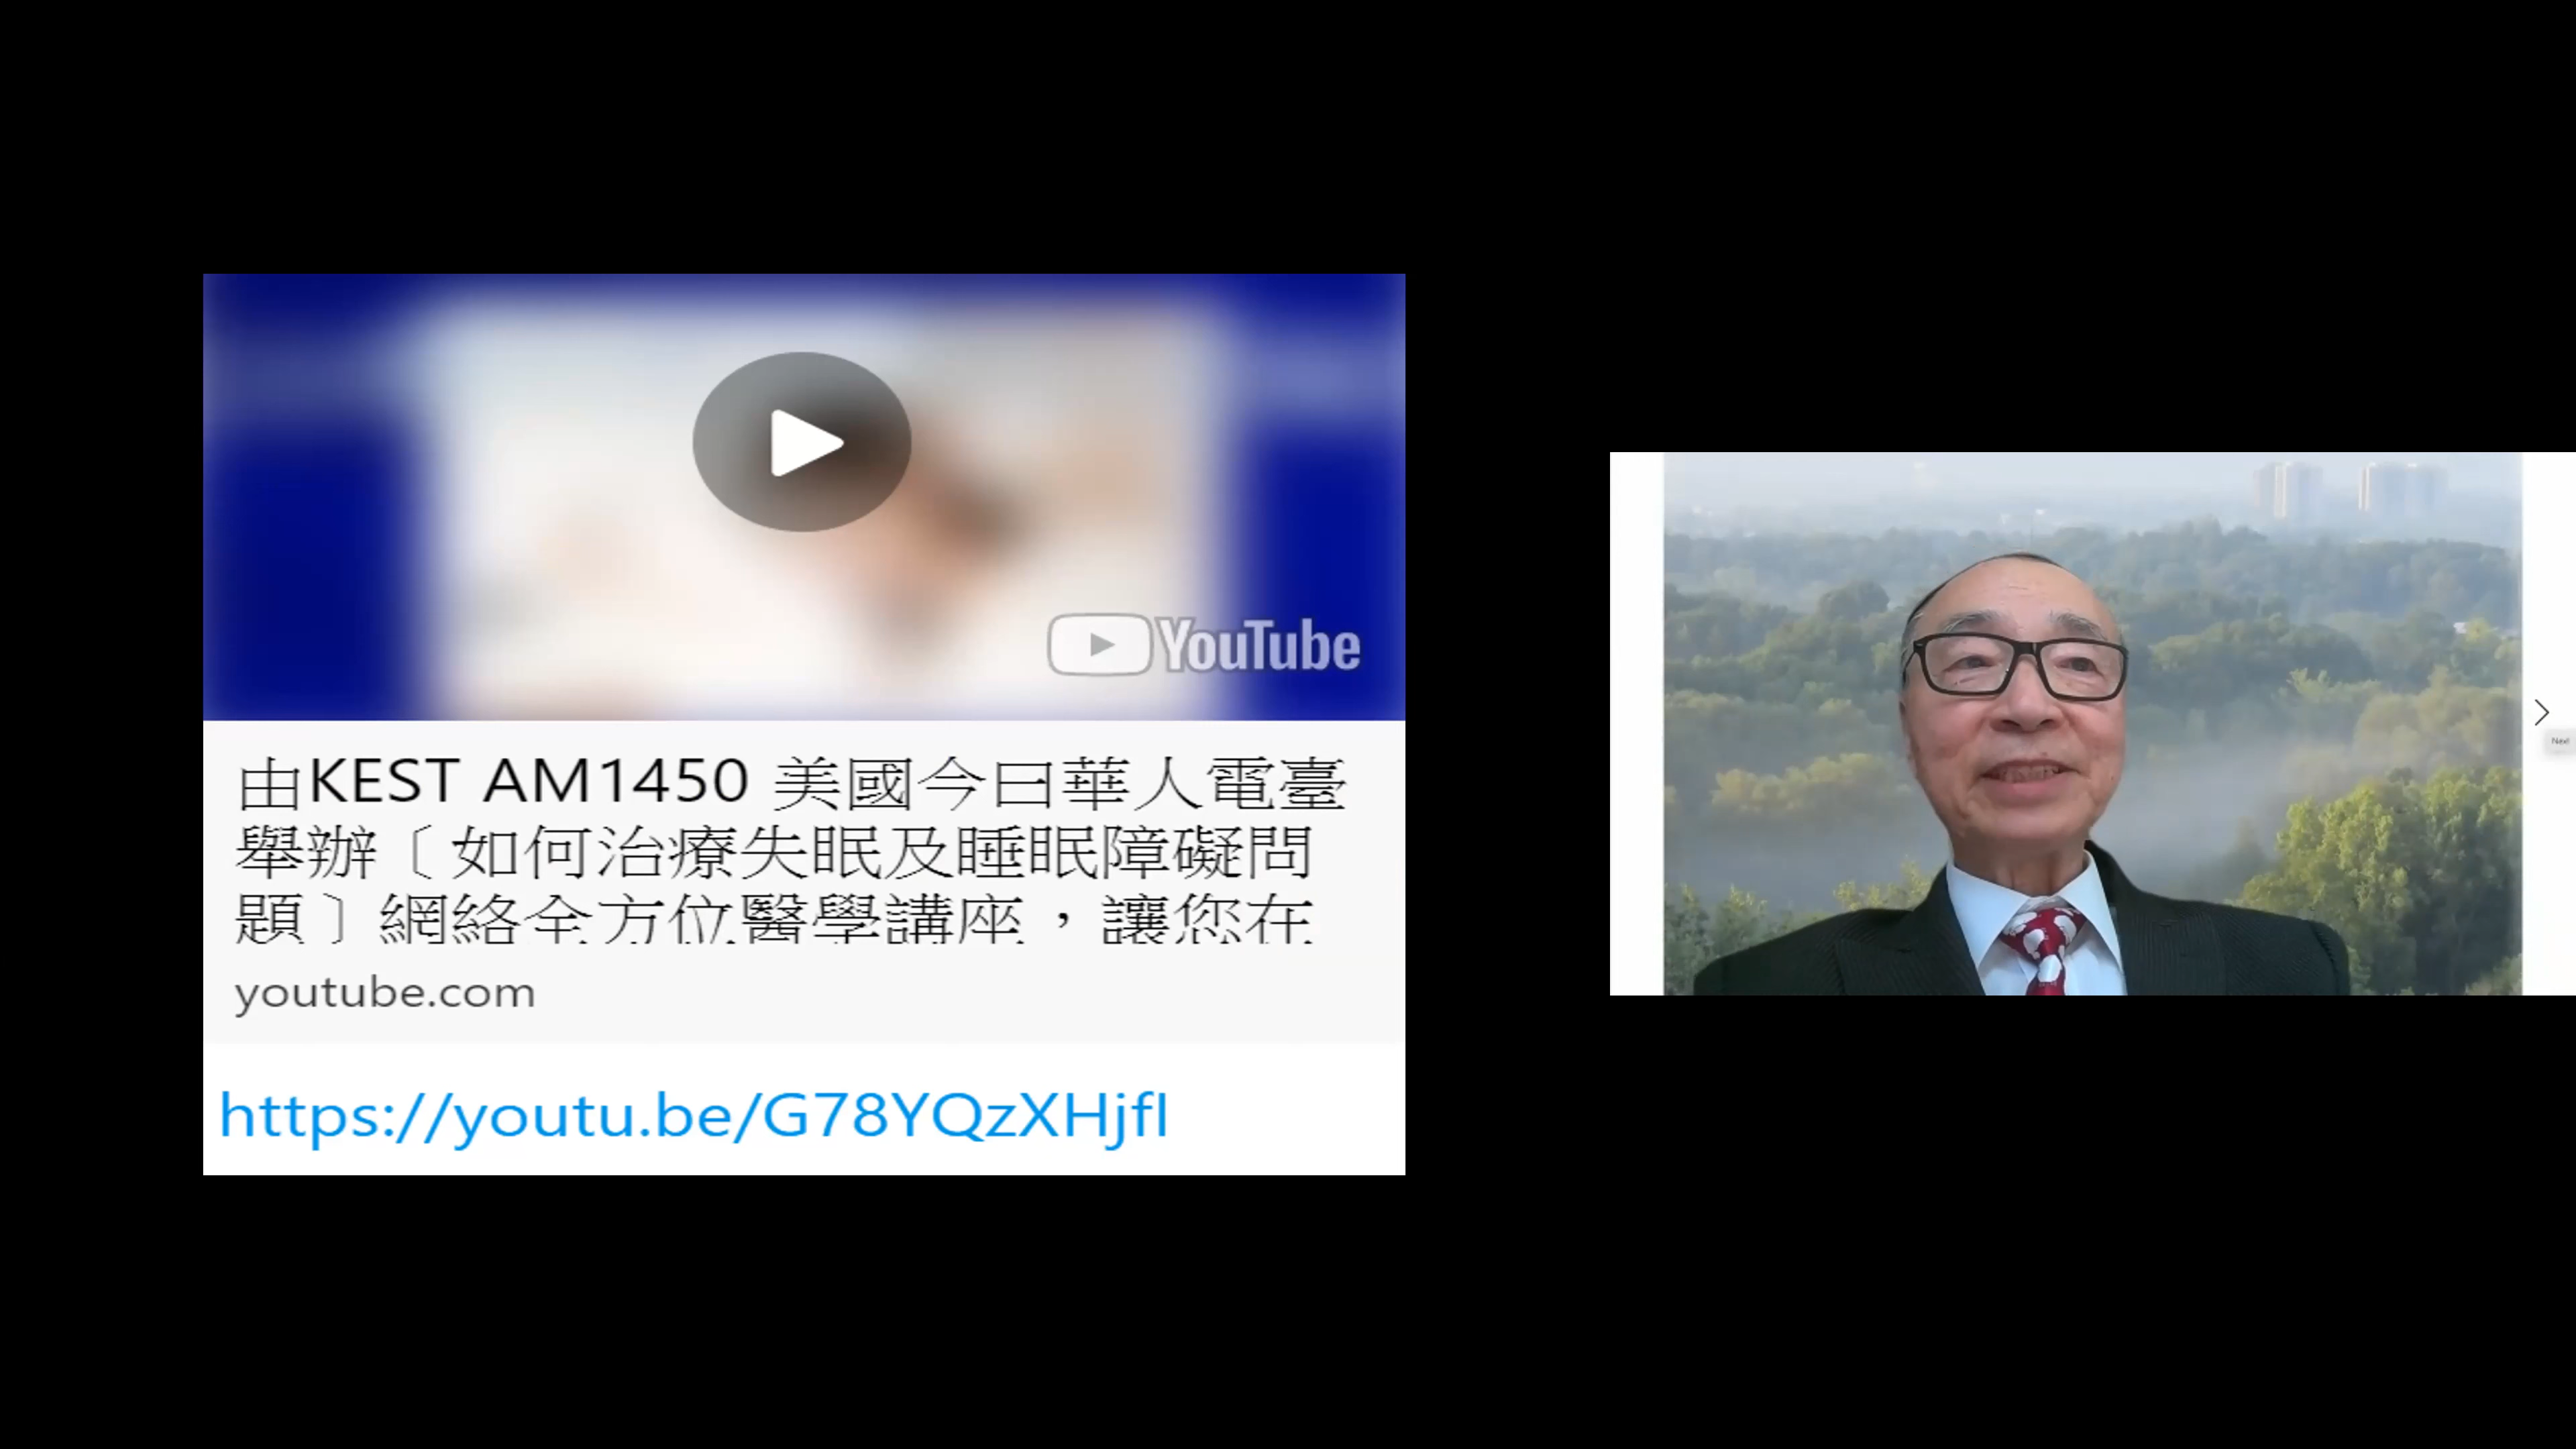 YouTube
由KEST AM1450 美國今日華人電臺
舉辦〔如何治療失眠及睡眠障礙問
題〕網絡全方位醫學講座，讓您在
youtube.com
https://youtu.be/G78YQzXHjfI
Next